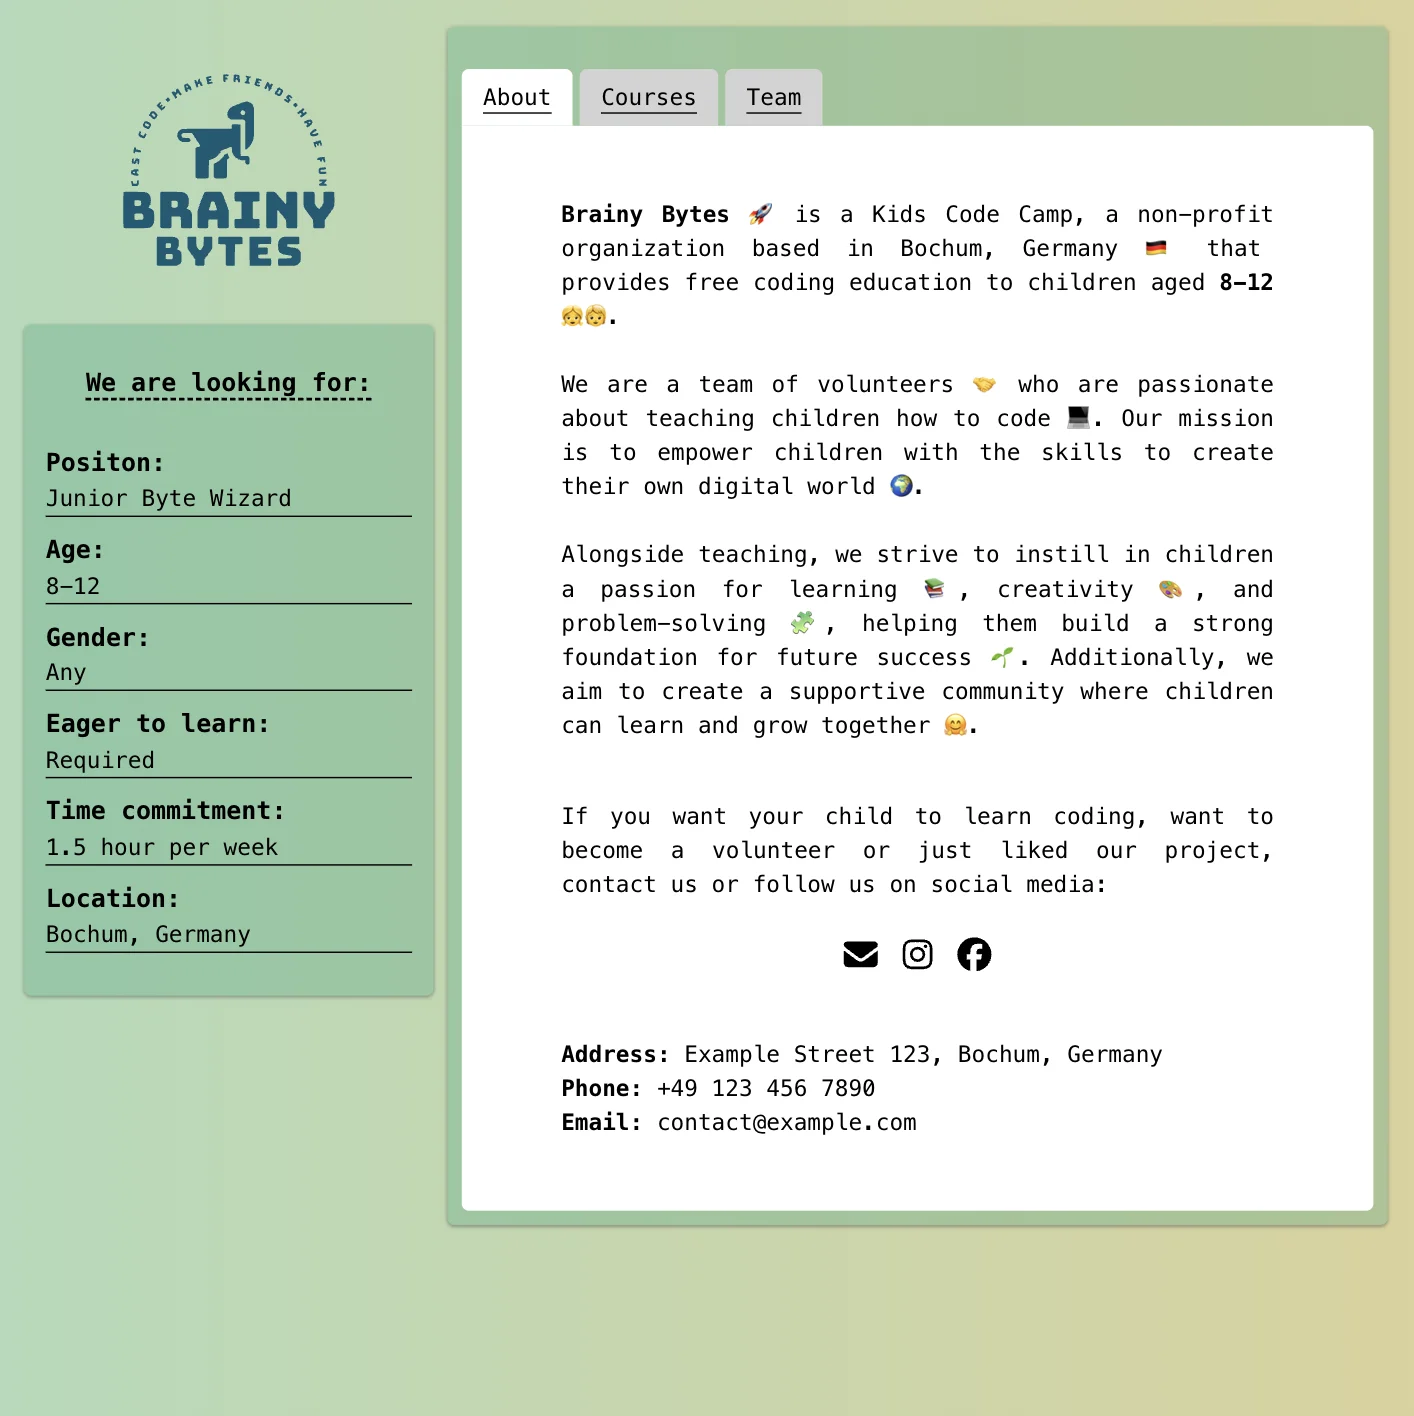 CAST CODE•MAKE FRIENDS•HAVE FUN
BRAINY
BYTES
We are looking for:
Positon:
Junior Byte Wizard
Age:
8–12
Gender:
Any
Eager to learn:
Required
Time commitment:
1.5 hour per week
Location:
Bochum, Germany
About Courses Team
Brainy Bytes 🚀 is a Kids Code Camp, a non–profit
organization based in Bochum, Germany 🇩🇪 that
provides free coding education to children aged 8–12
👧👦.
We are a team of volunteers 🤝 who are passionate
about teaching children how to code 💻. Our mission
is to empower children with the skills to create
their own digital world 🌍.
Alongside teaching, we strive to instill in children
a passion for learning 📚 , creativity 🎨 , and
problem–solving 🧩 , helping them build a strong
foundation for future success 🌱. Additionally, we
aim to create a supportive community where children
can learn and grow together 🤗.
If you want your child to learn coding, want to
become a volunteer or just liked our project,
contact us or follow us on social media:
Address: Example Street 123, Bochum, Germany
Phone: +49 123 456 7890
Email: contact@example.com